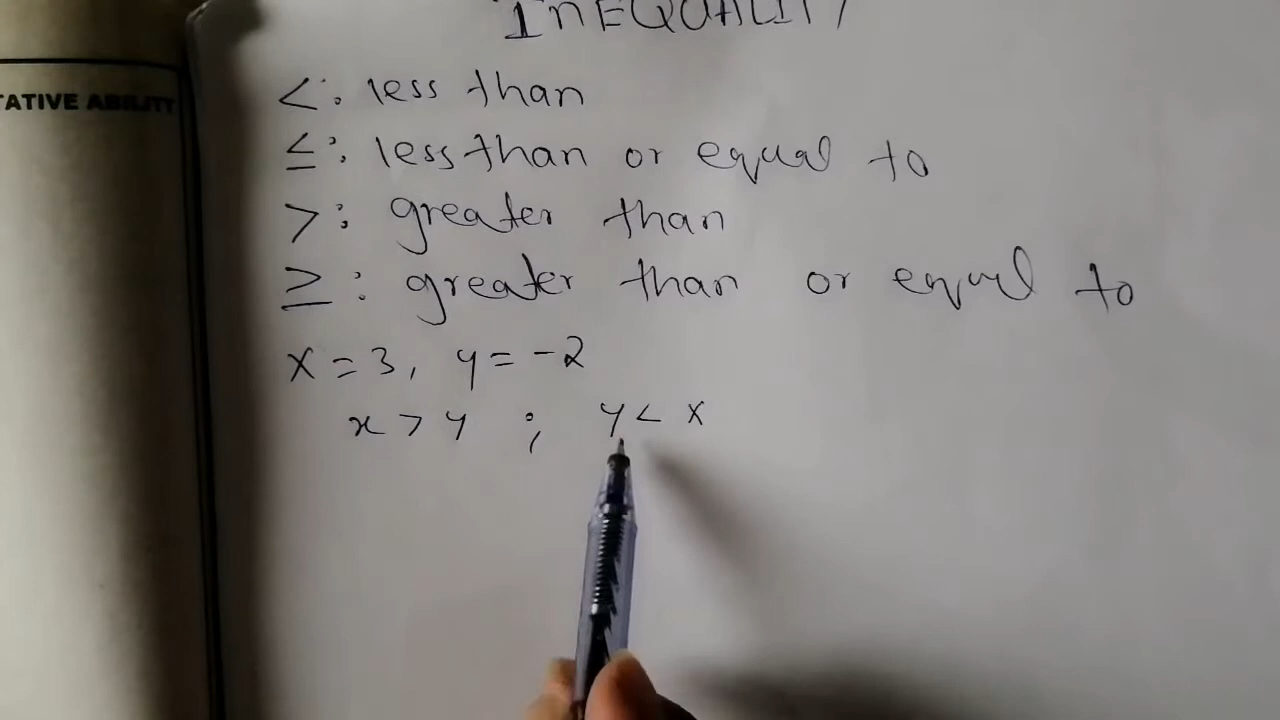 INEQUALITY
TATIVE ABILITY
<: less than
≤: less than or equal to
>: greater than
≥: greater than or equal to
x = 3, y = -2
x > y ; y < x